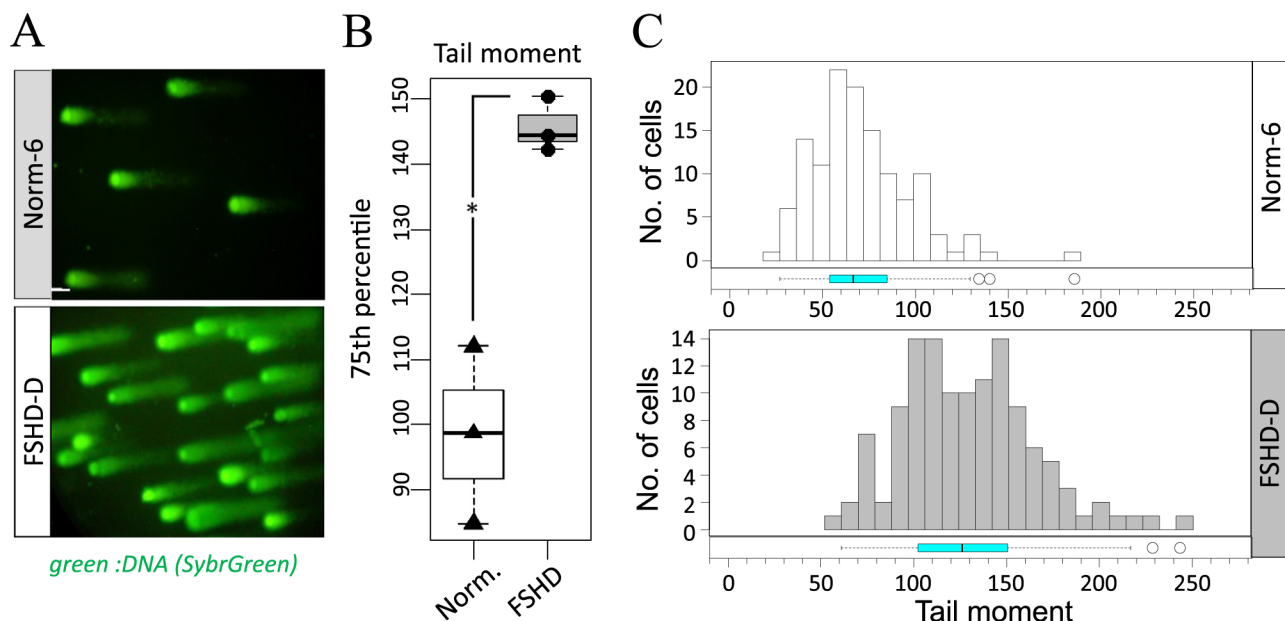 A
Norm-6
FSHD-D
green :DNA (SybrGreen)
B
Tail moment
75th percentile
150
140
130
120
110
100
90
*
Norm.
FSHD
C
No. of cells
20
15
10
5
0
Norm-6
0 50 100 150 200 250
No. of cells
14
12
10
8
6
4
2
0
FSHD-D
0 50 100 150 200 250
Tail moment